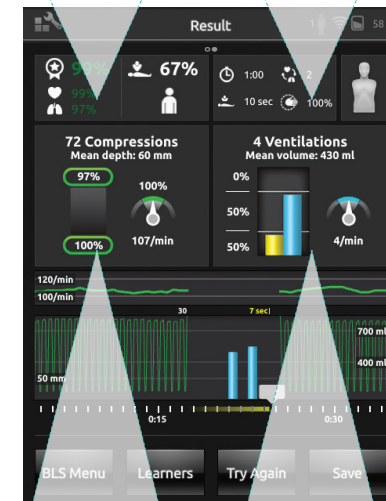 Result
1
58
99%
67%
1:00
2
99%
97%
10 sec
100%
72 Compressions
Mean depth: 60 mm
97%
100%
100%
107/min
4 Ventilations
Mean volume: 430 ml
0%
50%
50%
4/min
120/min
100/min
30
7 sec
700 ml
400 ml
50 mm
0:15
0:30
BLS Menu
Learners
Try Again
Save